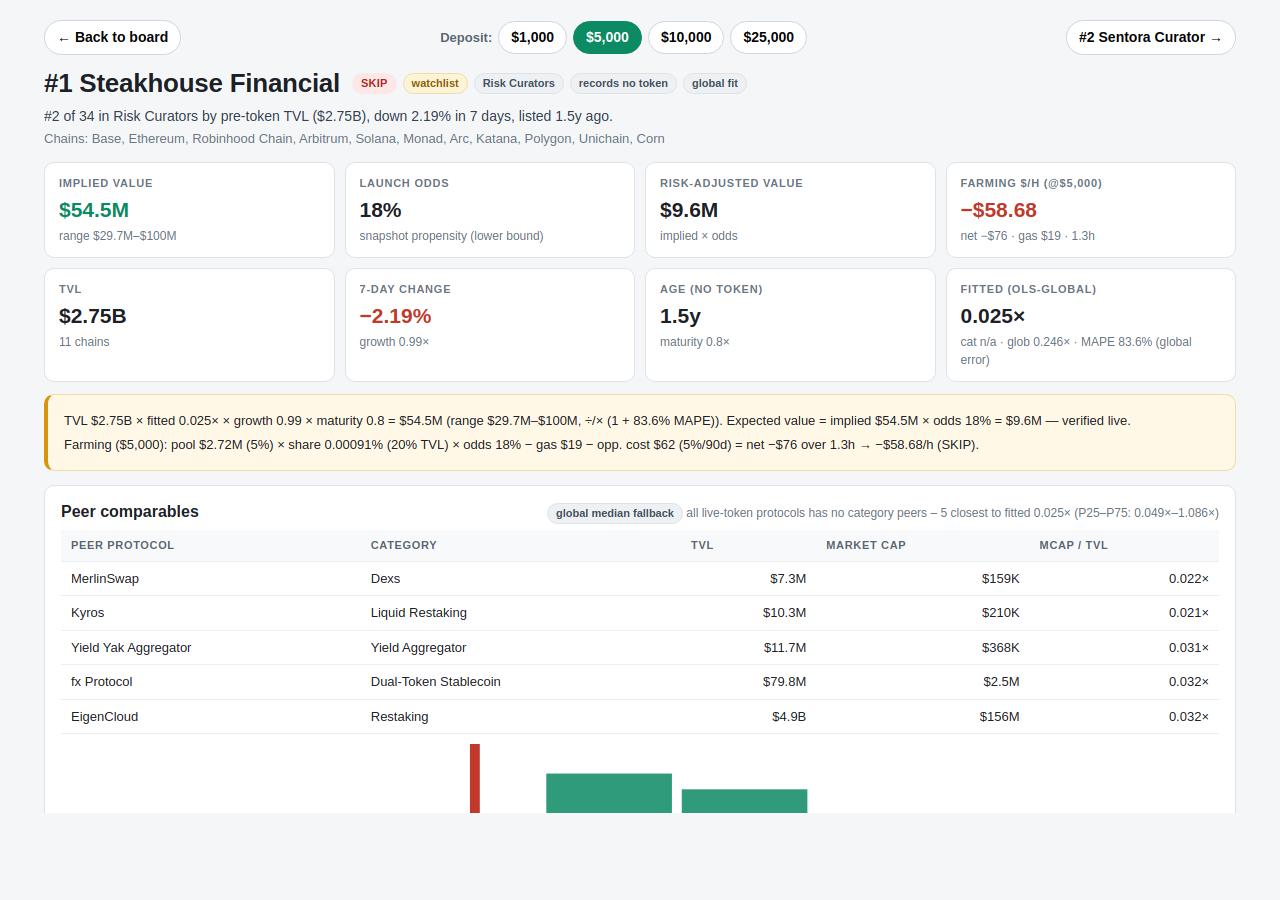 ← Back to board
Deposit: $1,000 $5,000 $10,000 $25,000
#2 Sentora Curator →
#1 Steakhouse Financial SKIP watchlist Risk Curators records no token global fit
#2 of 34 in Risk Curators by pre-token TVL ($2.75B), down 2.19% in 7 days, listed 1.5y ago.
Chains: Base, Ethereum, Robinhood Chain, Arbitrum, Solana, Monad, Arc, Katana, Polygon, Unichain, Corn
IMPLIED VALUE
$54.5M
range $29.7M–$100M
LAUNCH ODDS
18%
snapshot propensity (lower bound)
RISK-ADJUSTED VALUE
$9.6M
implied × odds
FARMING $/H (@$5,000)
−$58.68
net −$76 · gas $19 · 1.3h
TVL
$2.75B
11 chains
7-DAY CHANGE
−2.19%
growth 0.99×
AGE (NO TOKEN)
1.5y
maturity 0.8×
FITTED (OLS-GLOBAL)
0.025×
cat n/a · glob 0.246× · MAPE 83.6% (global
error)
TVL $2.75B × fitted 0.025× × growth 0.99 × maturity 0.8 = $54.5M (range $29.7M–$100M, ÷/× (1 + 83.6% MAPE)). Expected value = implied $54.5M × odds 18% = $9.6M — verified live.
Farming ($5,000): pool $2.72M (5%) × share 0.00091% (20% TVL) × odds 18% − gas $19 − opp. cost $62 (5%/90d) = net −$76 over 1.3h → −$58.68/h (SKIP).
Peer comparables
global median fallback all live-token protocols has no category peers – 5 closest to fitted 0.025× (P25–P75: 0.049×–1.086×)
PEER PROTOCOL CATEGORY TVL MARKET CAP MCAP / TVL
MerlinSwap Dexs $7.3M $159K 0.022×
Kyros Liquid Restaking $10.3M $210K 0.021×
Yield Yak Aggregator Yield Aggregator $11.7M $368K 0.031×
fx Protocol Dual-Token Stablecoin $79.8M $2.5M 0.032×
EigenCloud Restaking $4.9B $156M 0.032×